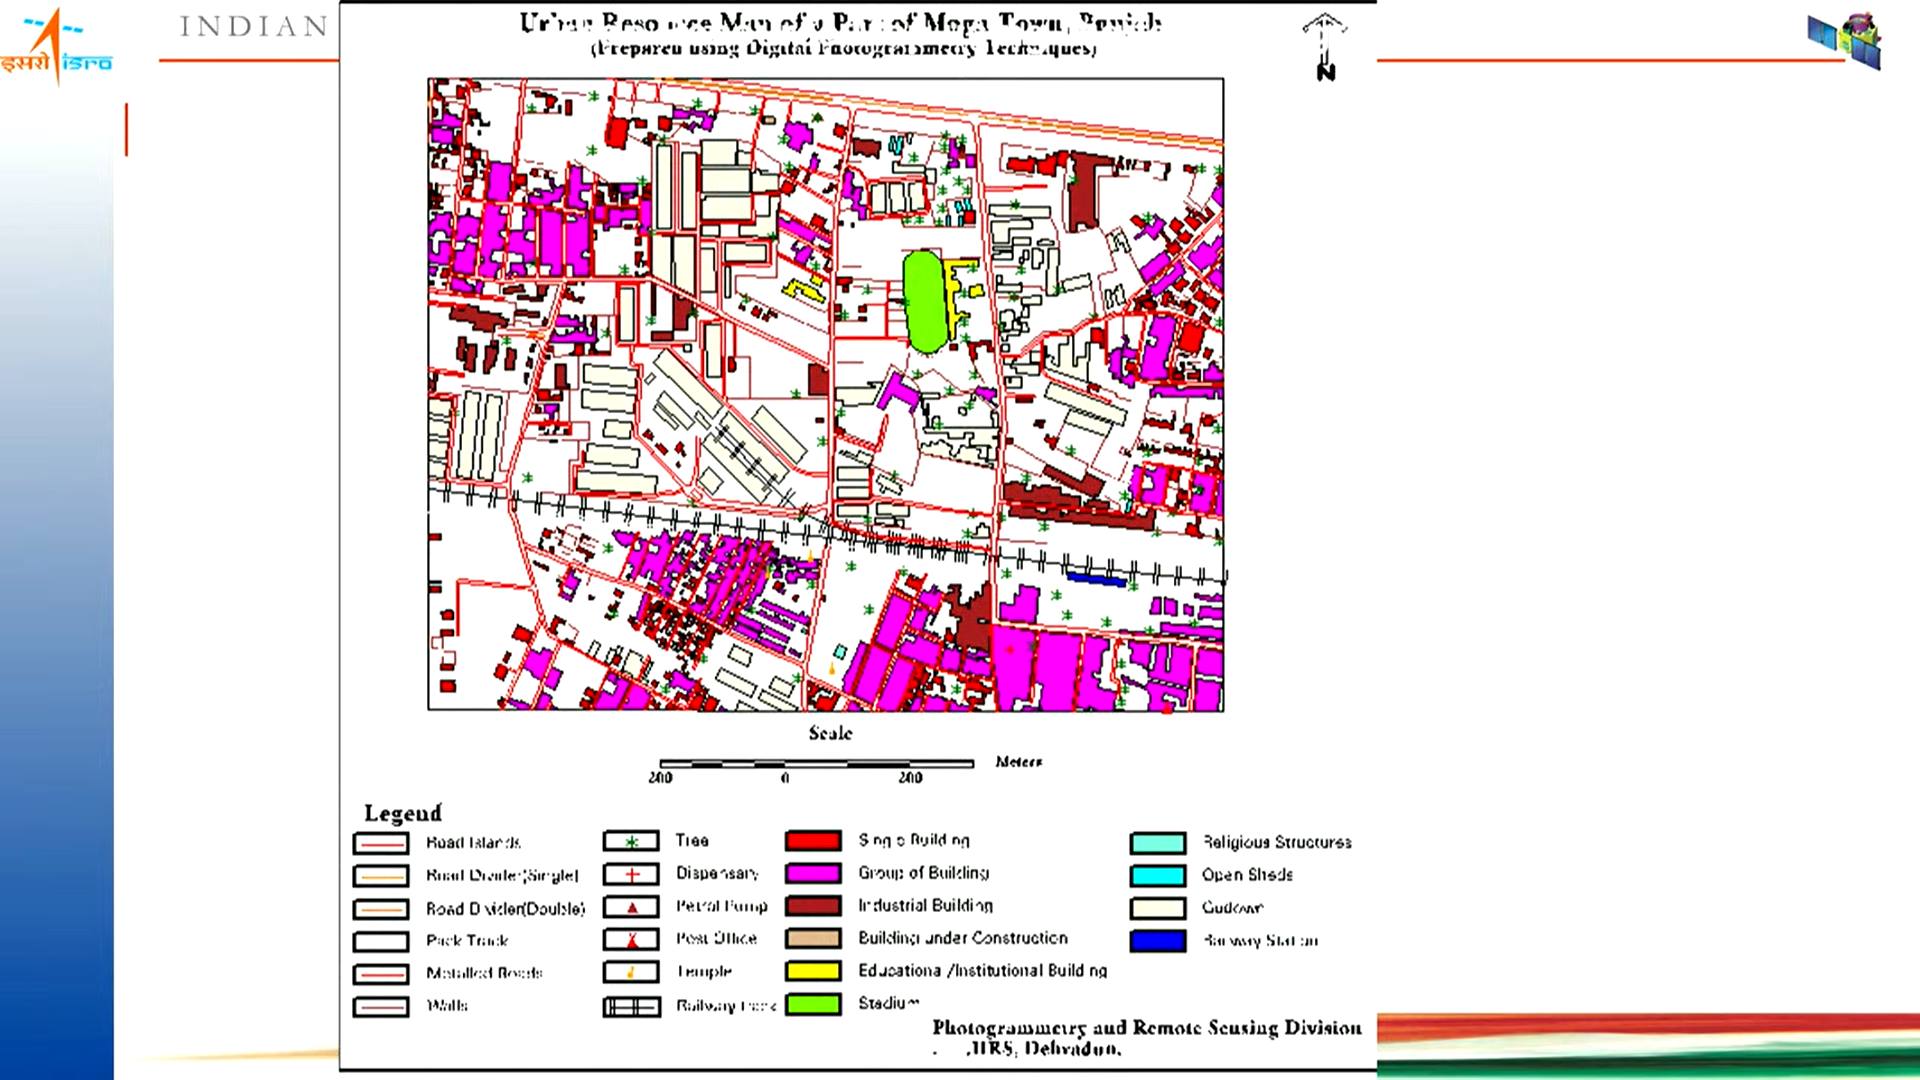 इसरो isro
INDIAN
Urban Resource Map of a Part of Moga Town, Punjab
(Prepared using Digital Photogrammetry Techniques)
N
Scale
200 0 200 Meters
Legend
Road Islands
Road Divider(Single)
Road Divider(Double)
Pack Track
Metalled Roads
Walls
Tree
Dispensary
Petrol Pump
Post Office
Temple
Railway Track
Single Building
Group of Building
Industrial Building
Building under Construction
Educational/Institutional Building
Stadium
Religious Structures
Open Sheds
Godown
Railway Station
Photogrammetry and Remote Sensing Division
IIRS, Dehradun.